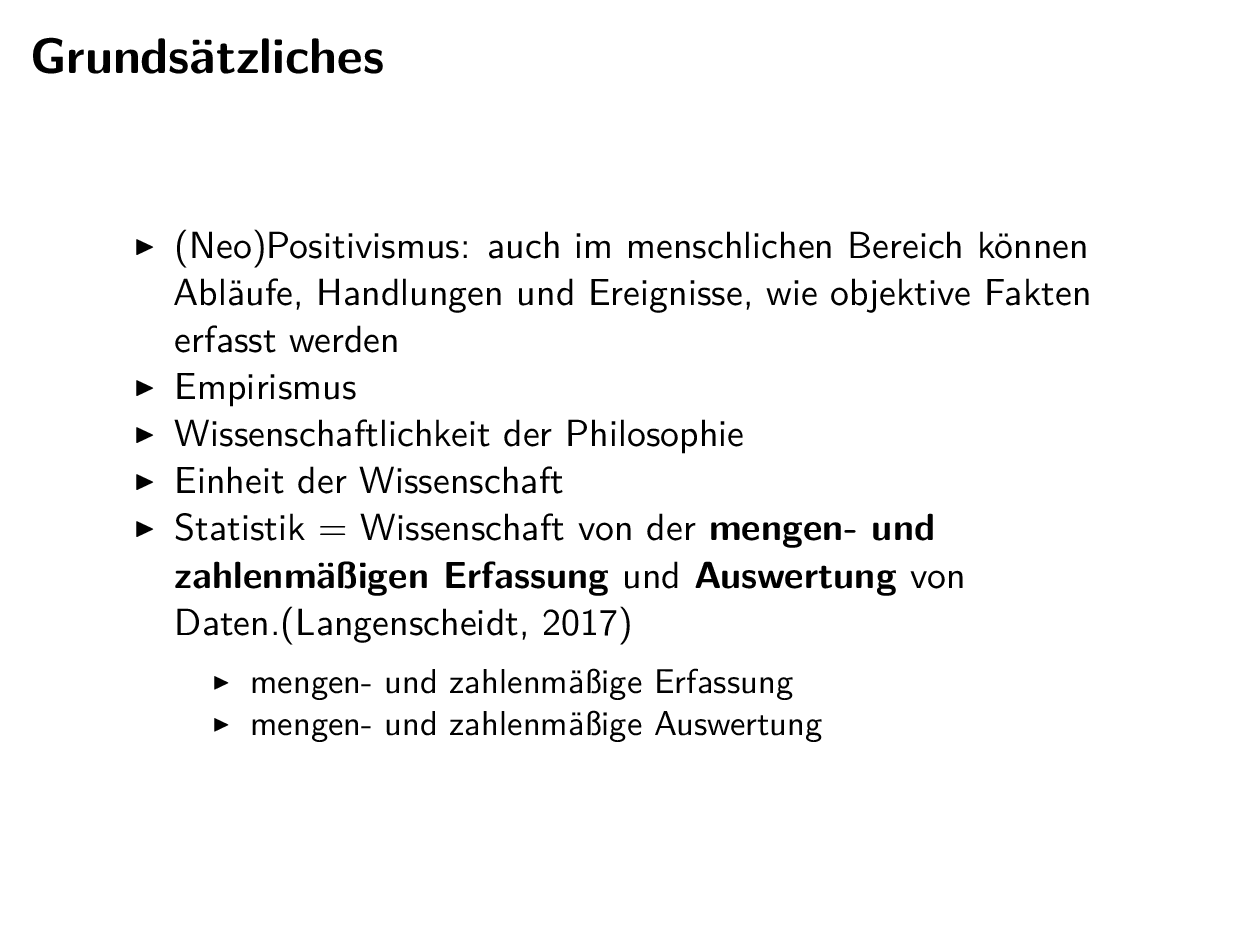 Grundsätzliches
▶ (Neo)Positivismus: auch im menschlichen Bereich können
Abläufe, Handlungen und Ereignisse, wie objektive Fakten
erfasst werden
▶ Empirismus
▶ Wissenschaftlichkeit der Philosophie
▶ Einheit der Wissenschaft
▶ Statistik = Wissenschaft von der mengen- und
zahlenmäßigen Erfassung und Auswertung von
Daten.(Langenscheidt, 2017)
▶ mengen- und zahlenmäßige Erfassung
▶ mengen- und zahlenmäßige Auswertung